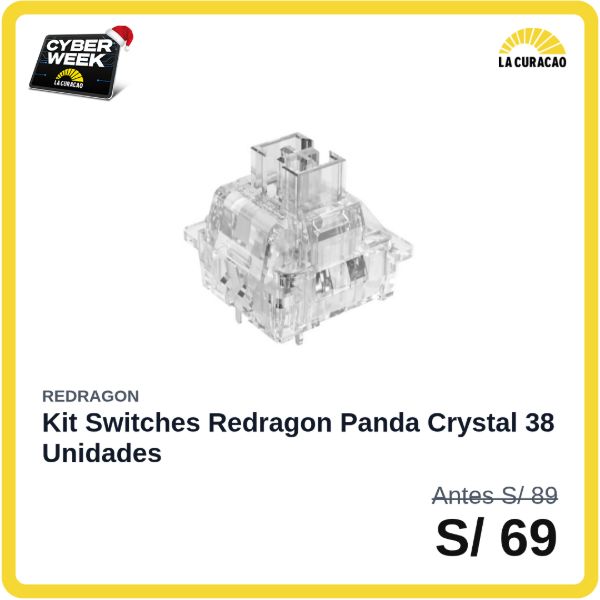 CYBER
WEEK
LA CURACAO
LA CURACAO
REDRAGON
Kit Switches Redragon Panda Crystal 38
Unidades
Antes S/ 89
S/ 69